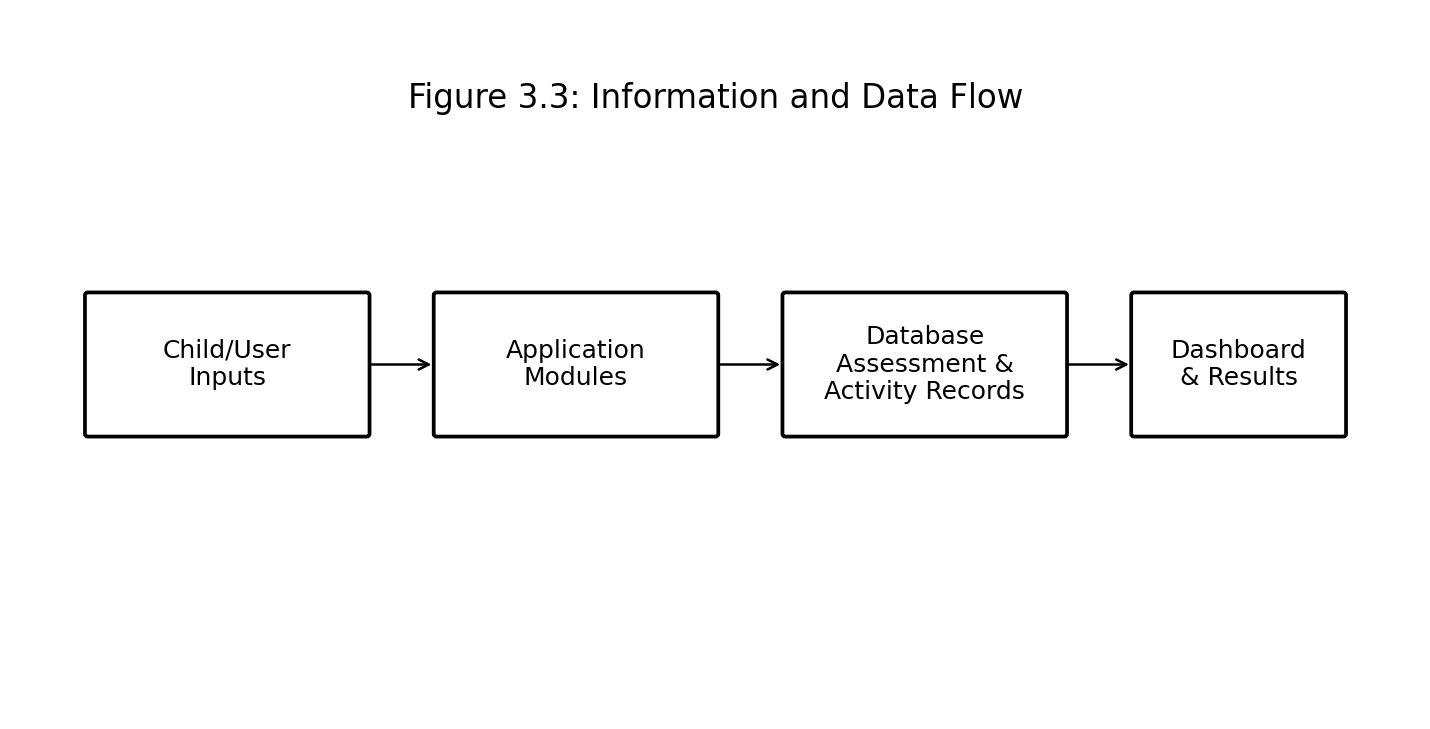 Figure 3.3: Information and Data Flow
Child/User
Inputs
Application
Modules
Database
Assessment &
Activity Records
Dashboard
& Results